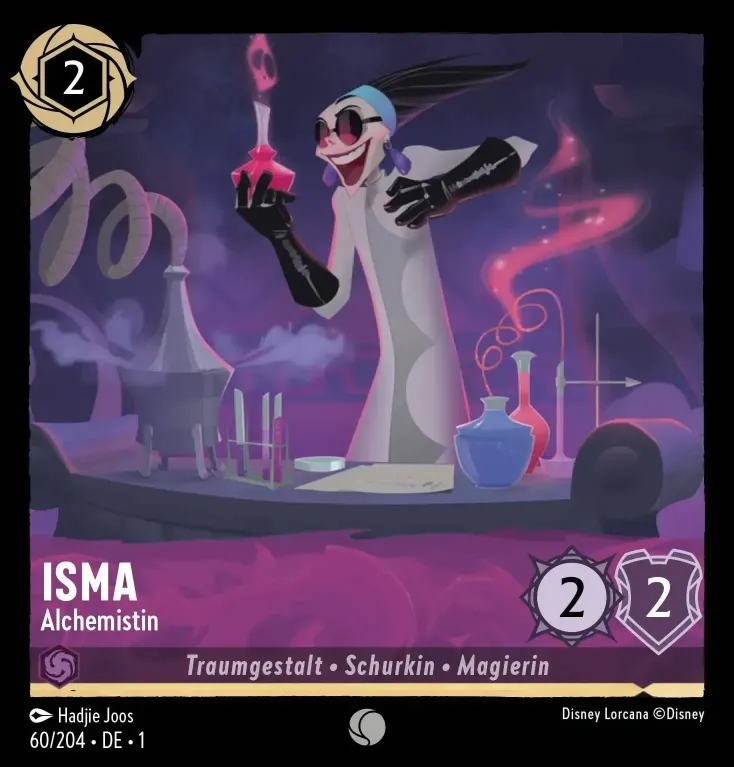 2
ISMA
Alchemistin
2 2
Traumgestalt • Schurkin • Magierin
Hadjie Joos
Disney Lorcana ©Disney
60/204 • DE • 1